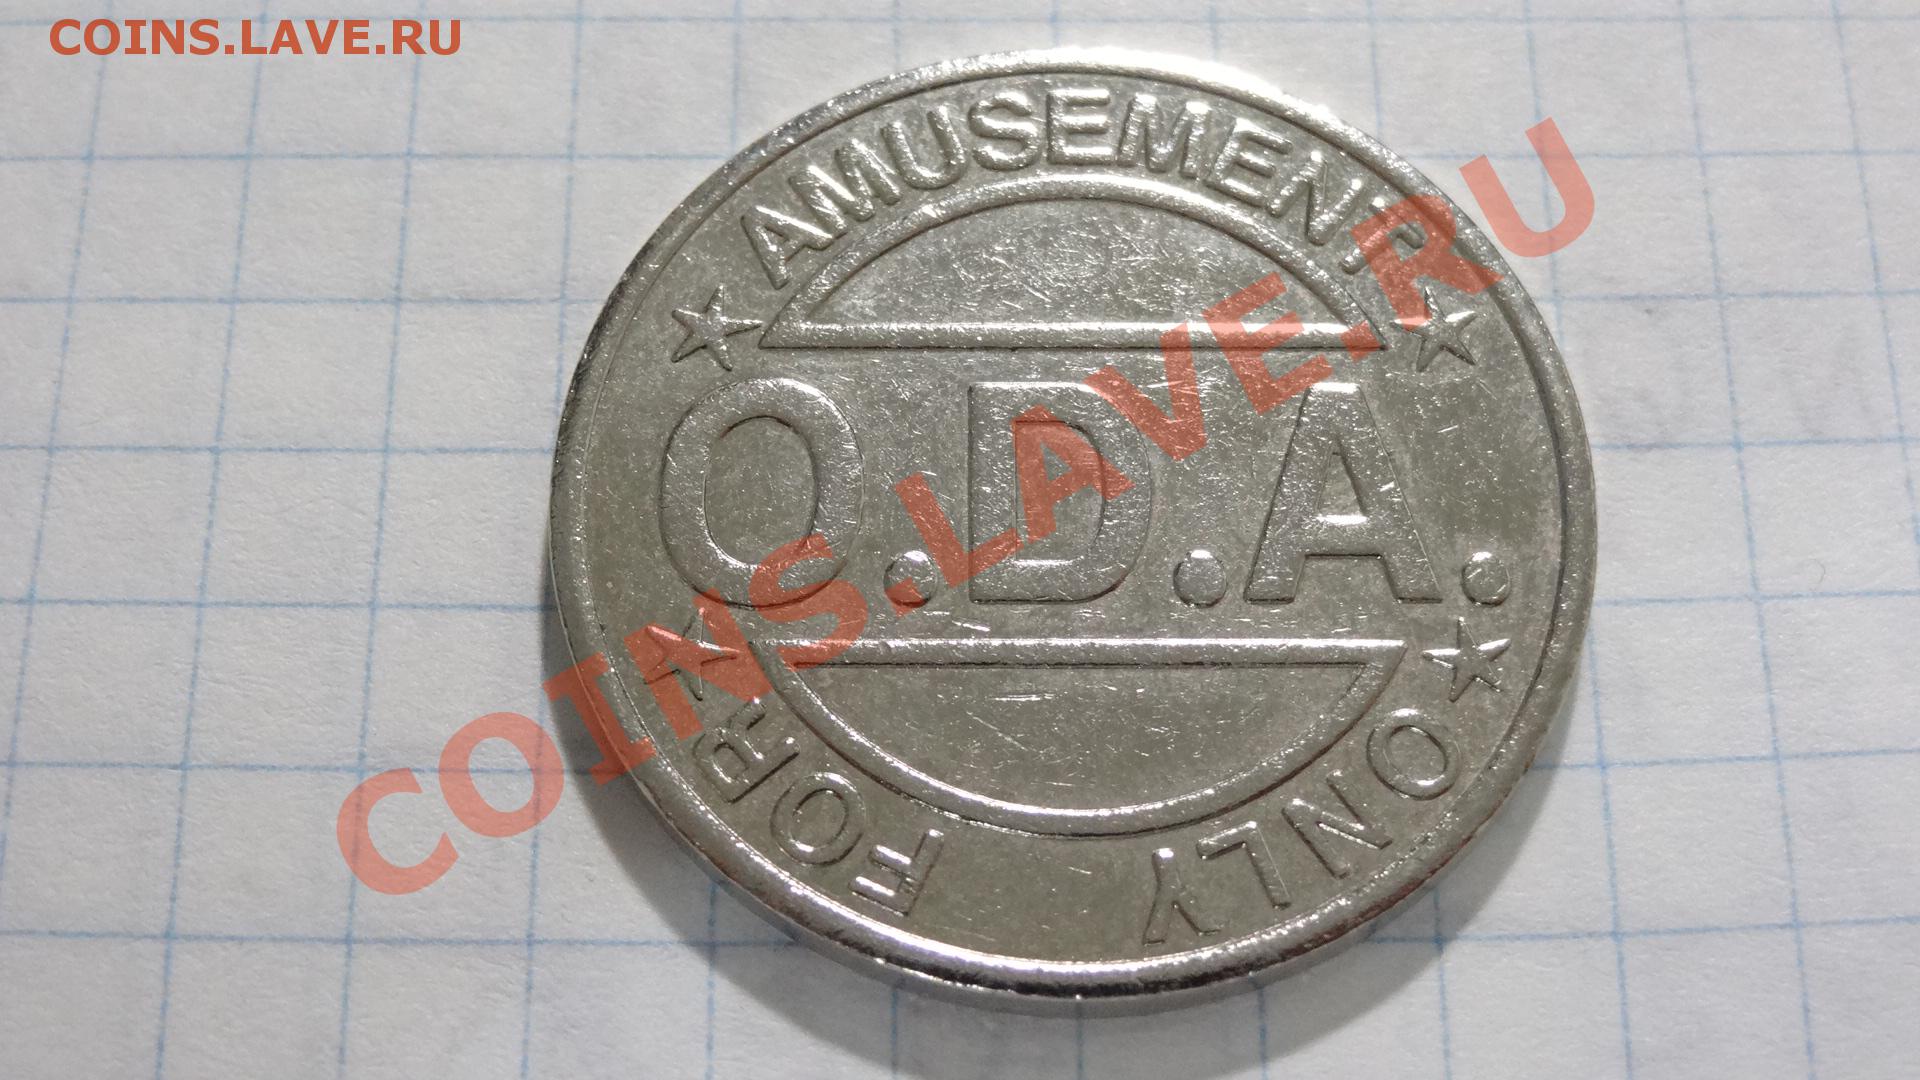 COINS.LAVE.RU
AMUSEMENT
O.D.A.
FOR ONLY
COINS.LAVE.RU